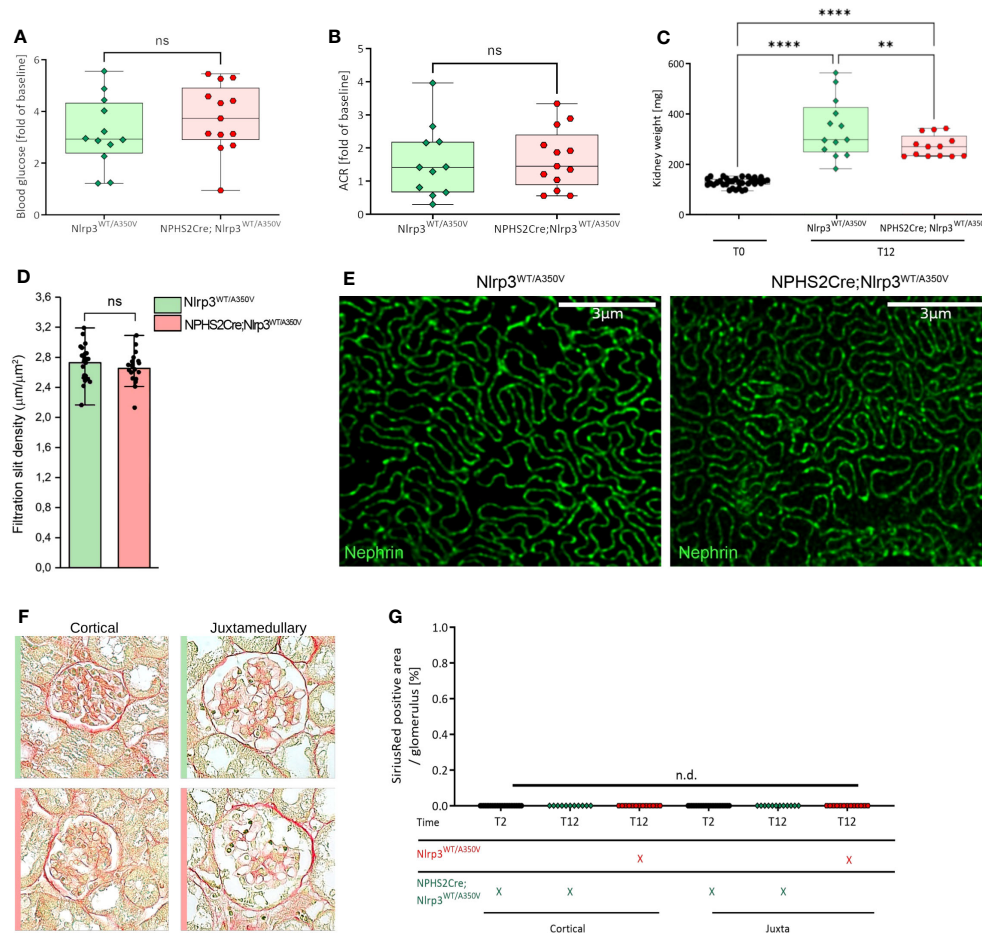 A
ns
Blood glucose [fold of baseline]
6
4
2
0
Nlrp3WT/A350V
NPHS2Cre; Nlrp3WT/A350V
B
ns
ACR [fold of baseline]
5
4
3
2
1
0
Nlrp3WT/A350V
NPHS2Cre;Nlrp3WT/A350V
C
****
****
**
Kidney weight [mg]
600
400
200
0
Nlrp3WT/A350V
NPHS2Cre; Nlrp3WT/A350V
T0
T12
D
ns
Nlrp3WT/A350V
NPHS2Cre;Nlrp3WT/A350V
Filtration slit density (μm/μm²)
3,6
3,2
2,8
2,4
2,0
1,6
1,2
0,8
0,4
0,0
E
Nlrp3WT/A350V
NPHS2Cre;Nlrp3WT/A350V
3μm
3μm
Nephrin
Nephrin
F
Cortical
Juxtamedullary
G
SiriusRed positive area
/ glomerulus [%]
1.0
0.8
0.6
0.4
0.2
0.0
n.d.
Time
T2
T12
T12
T2
T12
T12
Nlrp3WT/A350V
X
X
NPHS2Cre;
Nlrp3WT/A350V
X
X
X
X
Cortical
Juxta